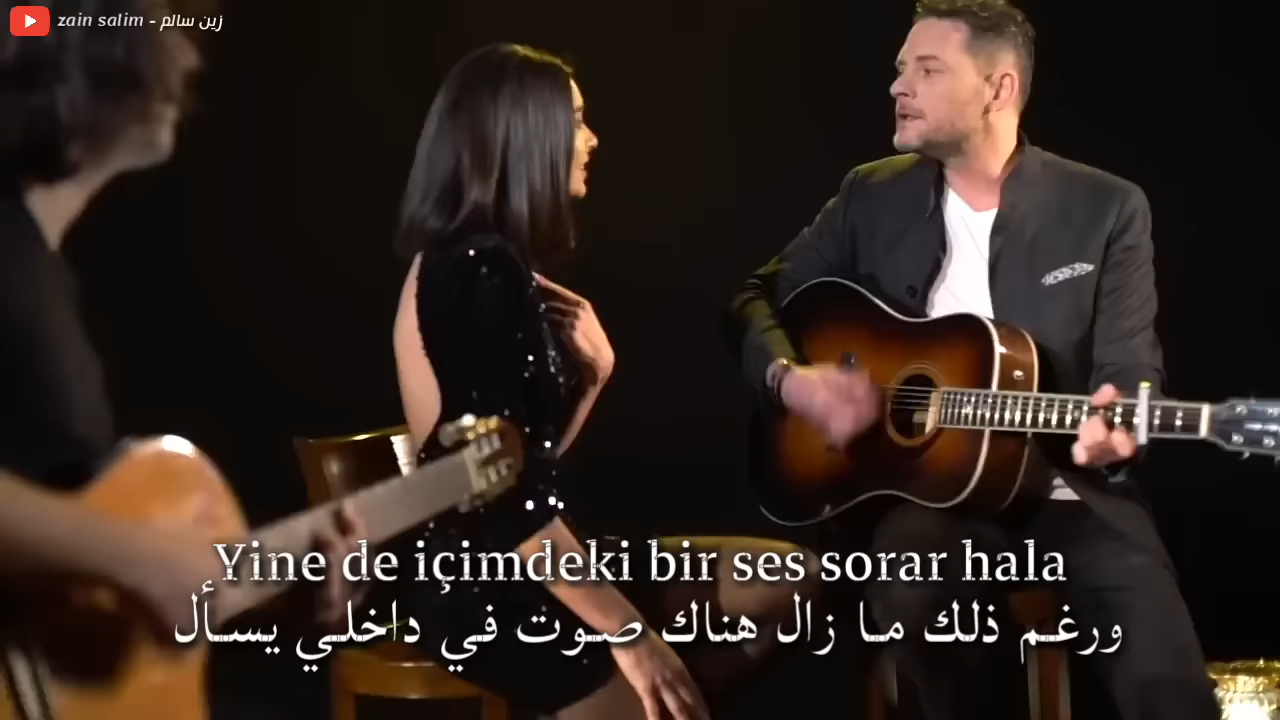 zain salim - زين سالم
Yine de içimdeki bir ses sorar hala
ورغم ذلك ما زال هناك صوت في داخلي يسأل